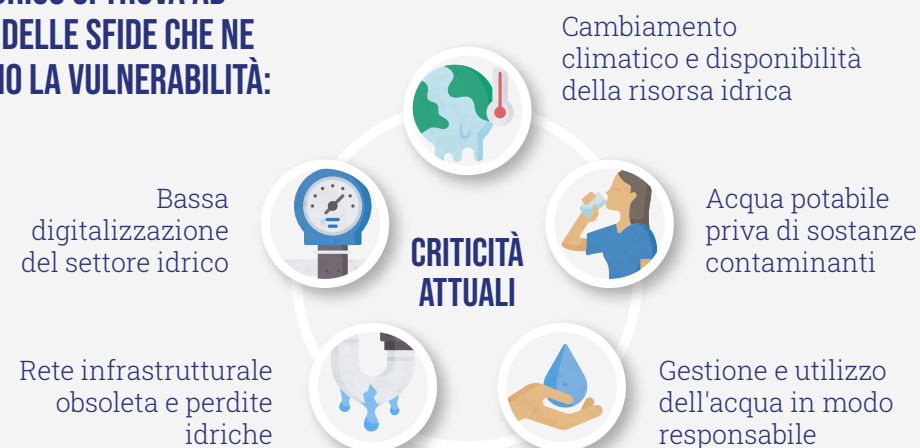 DELLE SFIDE CHE NE
LA VULNERABILITÀ:
Cambiamento
climatico e disponibilità
della risorsa idrica
Acqua potabile
priva di sostanze
contaminanti
Gestione e utilizzo
dell'acqua in modo
responsabile
Rete infrastrutturale
obsoleta e perdite
idriche
Bassa
digitalizzazione
del settore idrico
CRITICITÀ
ATTUALI